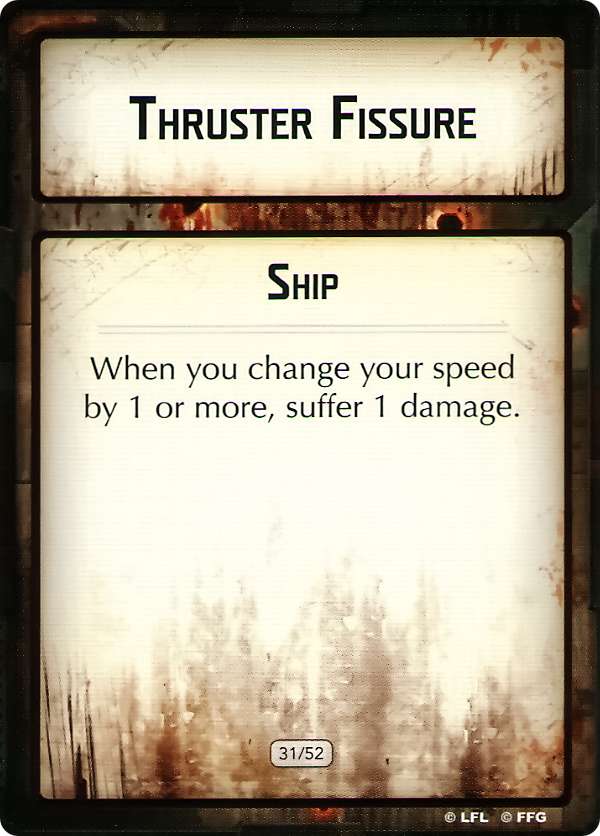 Thruster Fissure
Ship
When you change your speed
by 1 or more, suffer 1 damage.
31/52
© LFL © FFG